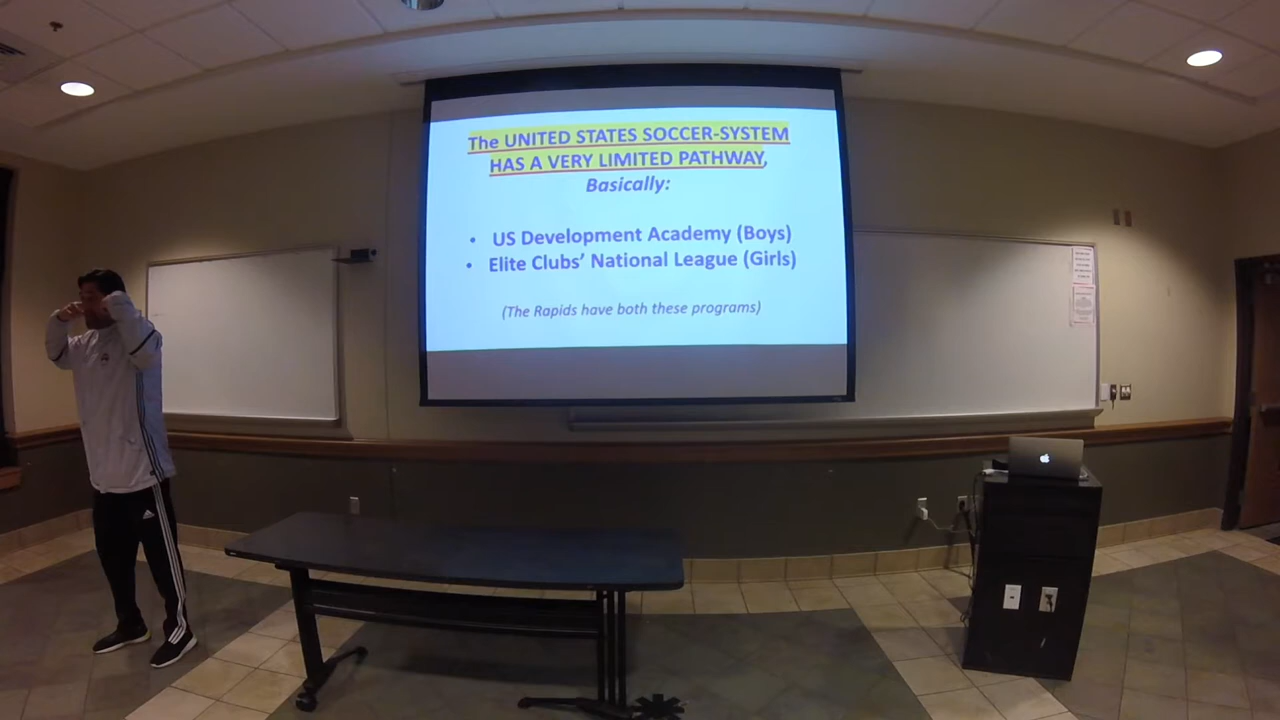 The UNITED STATES SOCCER-SYSTEM
HAS A VERY LIMITED PATHWAY,
Basically:
• US Development Academy (Boys)
• Elite Clubs' National League (Girls)
(The Rapids have both these programs)